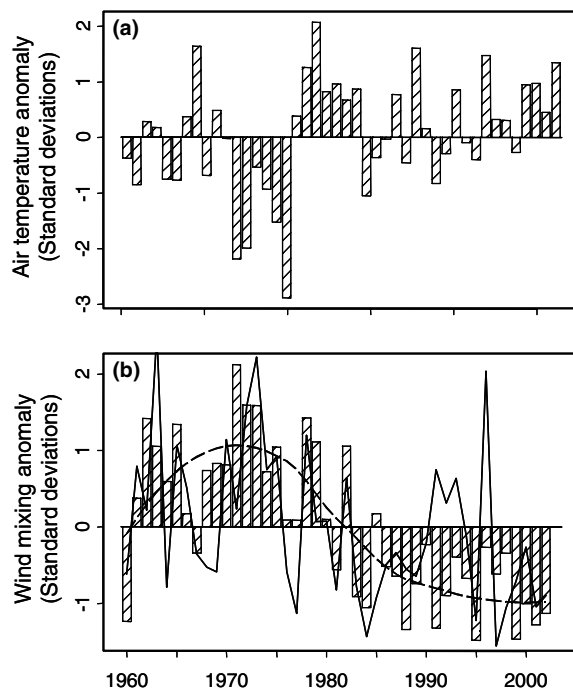 (a)
2
1
0
-1
-2
-3
Air temperature anomaly
(Standard deviations)
(b)
2
1
0
-1
Wind mixing anomaly
(Standard deviations)
1960 1970 1980 1990 2000